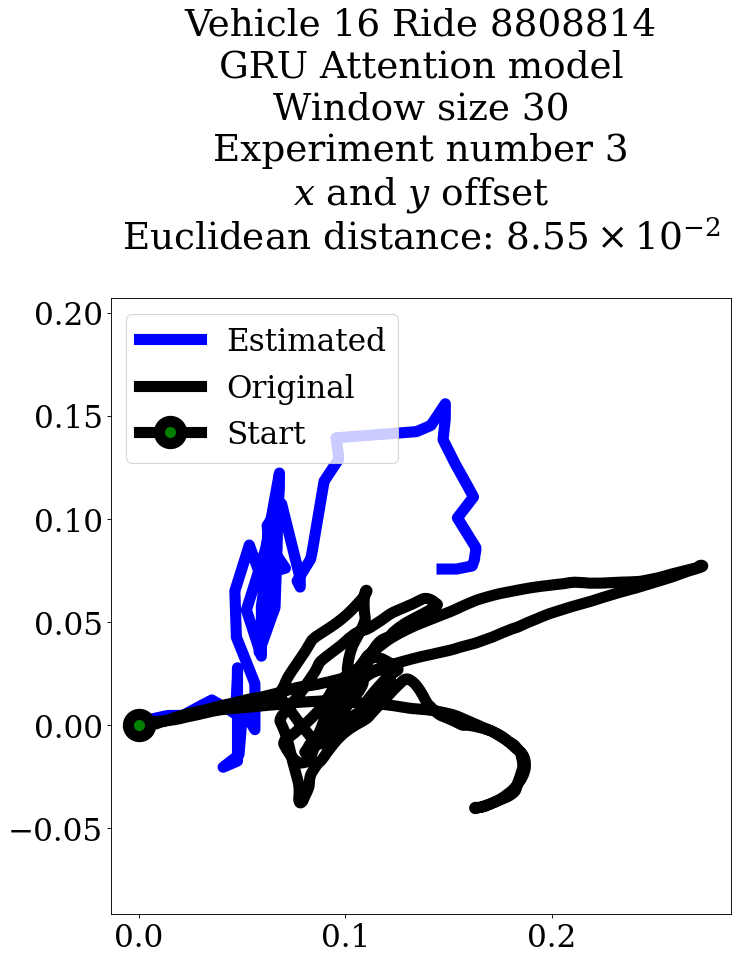 Vehicle 16 Ride 8808814
GRU Attention model
Window size 30
Experiment number 3
x and y offset
Euclidean distance: 8.55 × 10⁻²
0.20
0.15
0.10
0.05
0.00
−0.05
Estimated
Original
Start
0.0 0.1 0.2